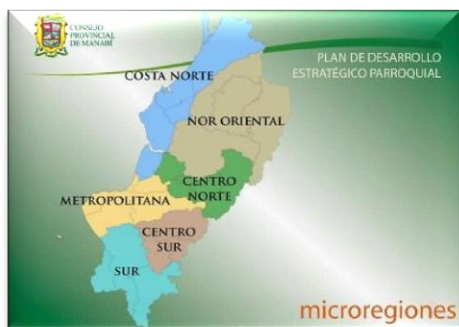 CONSEJO
PROVINCIAL
DE MANABÍ
PLAN DE DESARROLLO
ESTRATÉGICO PARROQUIAL
COSTA NORTE
NOR ORIENTAL
CENTRO
NORTE
METROPOLITANA
CENTRO
SUR
SUR
microregiones